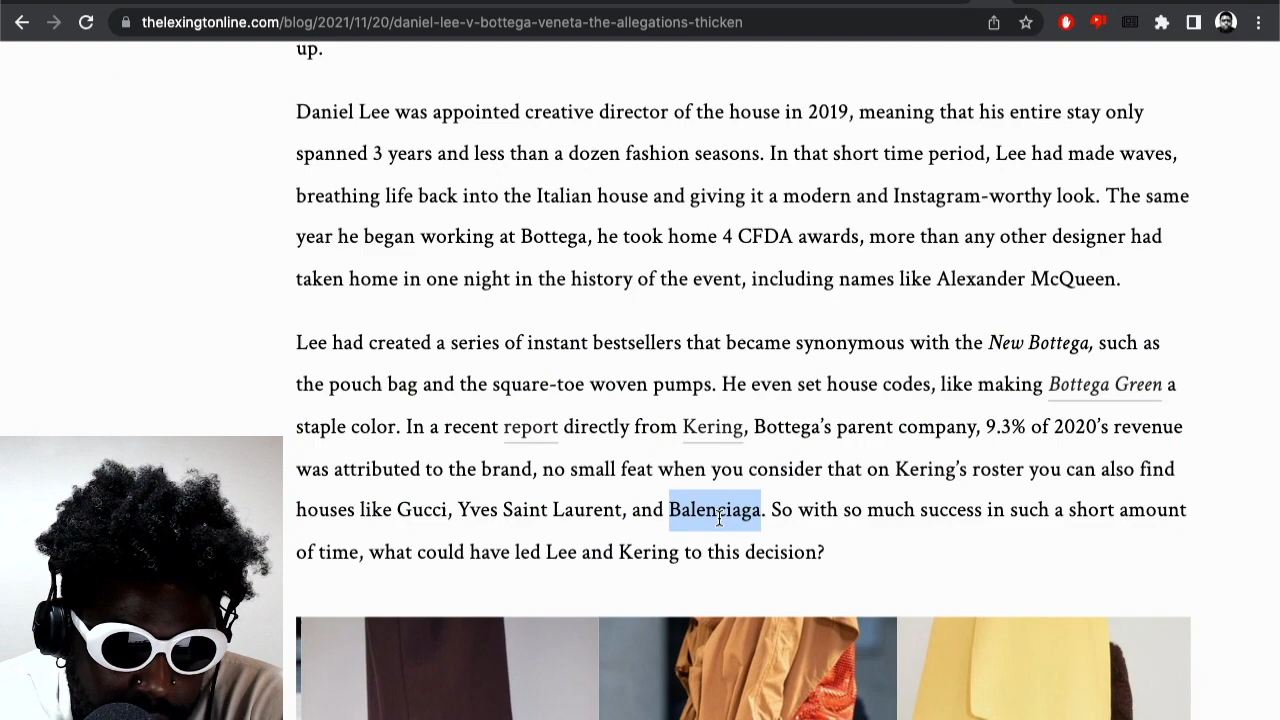 thelexingtononline.com/blog/2021/11/20/daniel-lee-v-bottega-veneta-the-allegations-thicken
up.
Daniel Lee was appointed creative director of the house in 2019, meaning that his entire stay only
spanned 3 years and less than a dozen fashion seasons. In that short time period, Lee had made waves,
breathing life back into the Italian house and giving it a modern and Instagram-worthy look. The same
year he began working at Bottega, he took home 4 CFDA awards, more than any other designer had
taken home in one night in the history of the event, including names like Alexander McQueen.
Lee had created a series of instant bestsellers that became synonymous with the New Bottega, such as
the pouch bag and the square-toe woven pumps. He even set house codes, like making Bottega Green a
staple color. In a recent report directly from Kering, Bottega’s parent company, 9.3% of 2020’s revenue
was attributed to the brand, no small feat when you consider that on Kering’s roster you can also find
houses like Gucci, Yves Saint Laurent, and Balenciaga. So with so much success in such a short amount
of time, what could have led Lee and Kering to this decision?